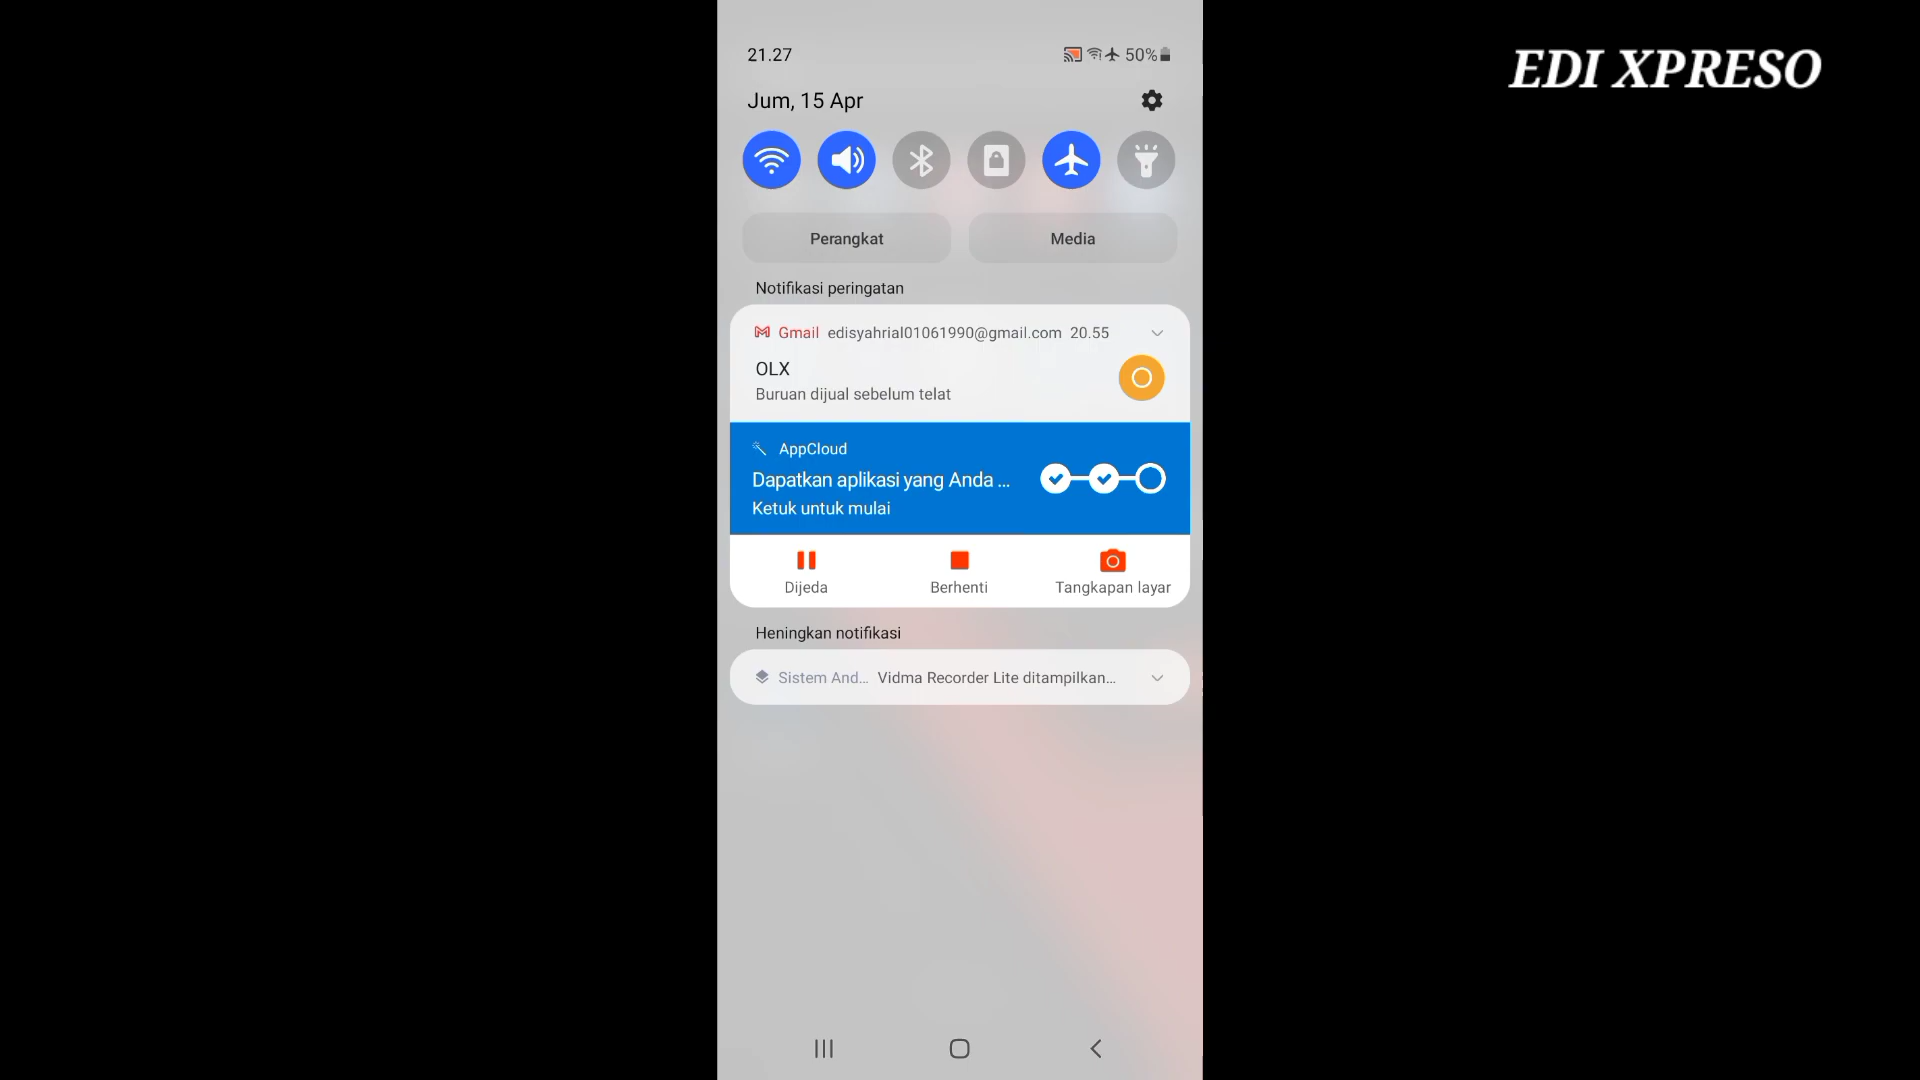 EDI XPRESO
21.27
50%
Jum, 15 Apr
Perangkat
Media
Notifikasi peringatan
Gmail edisyahrial01061990@gmail.com 20.55
OLX
Buruan dijual sebelum telat
AppCloud
Dapatkan aplikasi yang Anda ...
Ketuk untuk mulai
Dijeda
Berhenti
Tangkapan layar
Heningkan notifikasi
Sistem And... Vidma Recorder Lite ditampilkan...